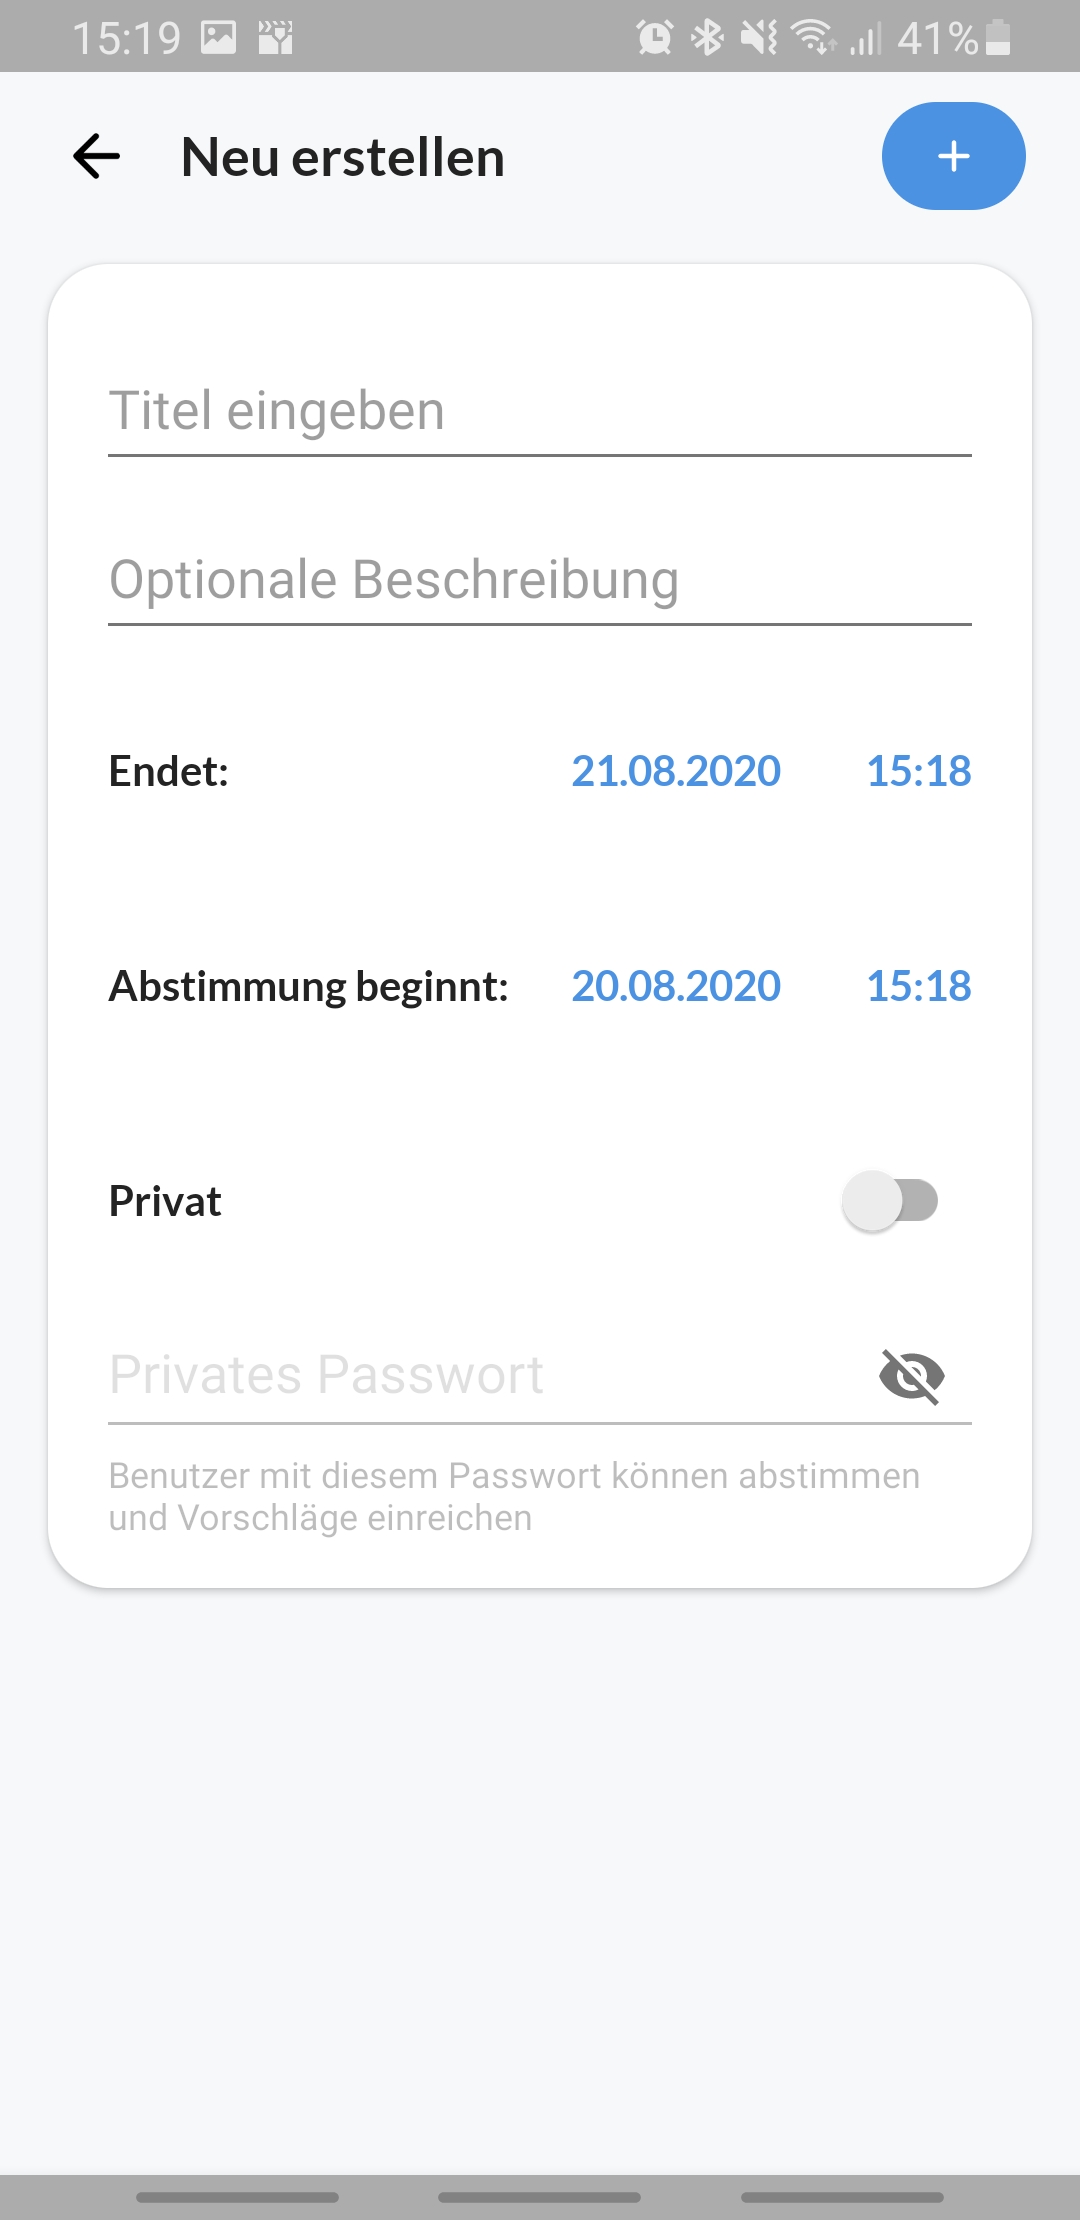 15:19 41%
Neu erstellen
Titel eingeben
Optionale Beschreibung
Endet: 21.08.2020 15:18
Abstimmung beginnt: 20.08.2020 15:18
Privat
Privates Passwort
Benutzer mit diesem Passwort können abstimmen
und Vorschläge einreichen